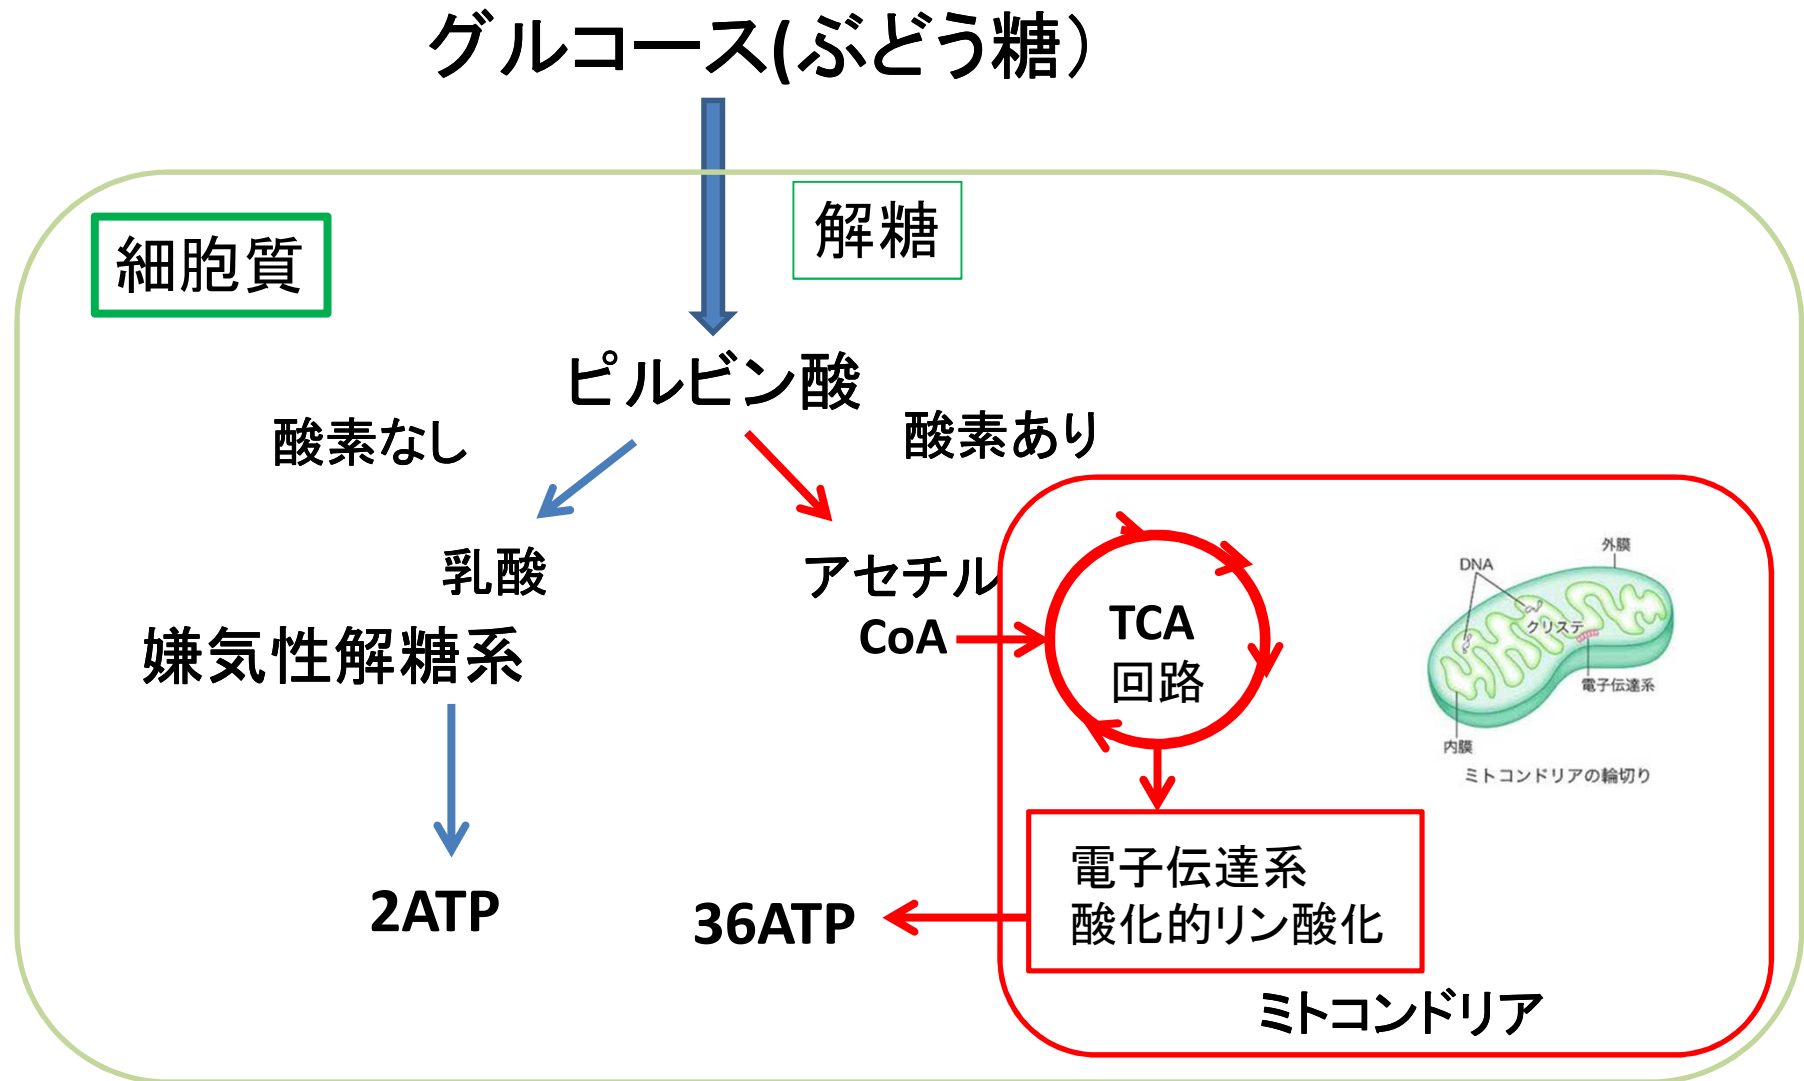 グルコース(ぶどう糖）
解糖
細胞質
ピルビン酸
酸素なし
酸素あり
乳酸
嫌気性解糖系
2ATP
アセチル
CoA
TCA
回路
電子伝達系
酸化的リン酸化
36ATP
ミトコンドリア
外膜
DNA
クリステ
電子伝達系
内膜
ミトコンドリアの輪切り